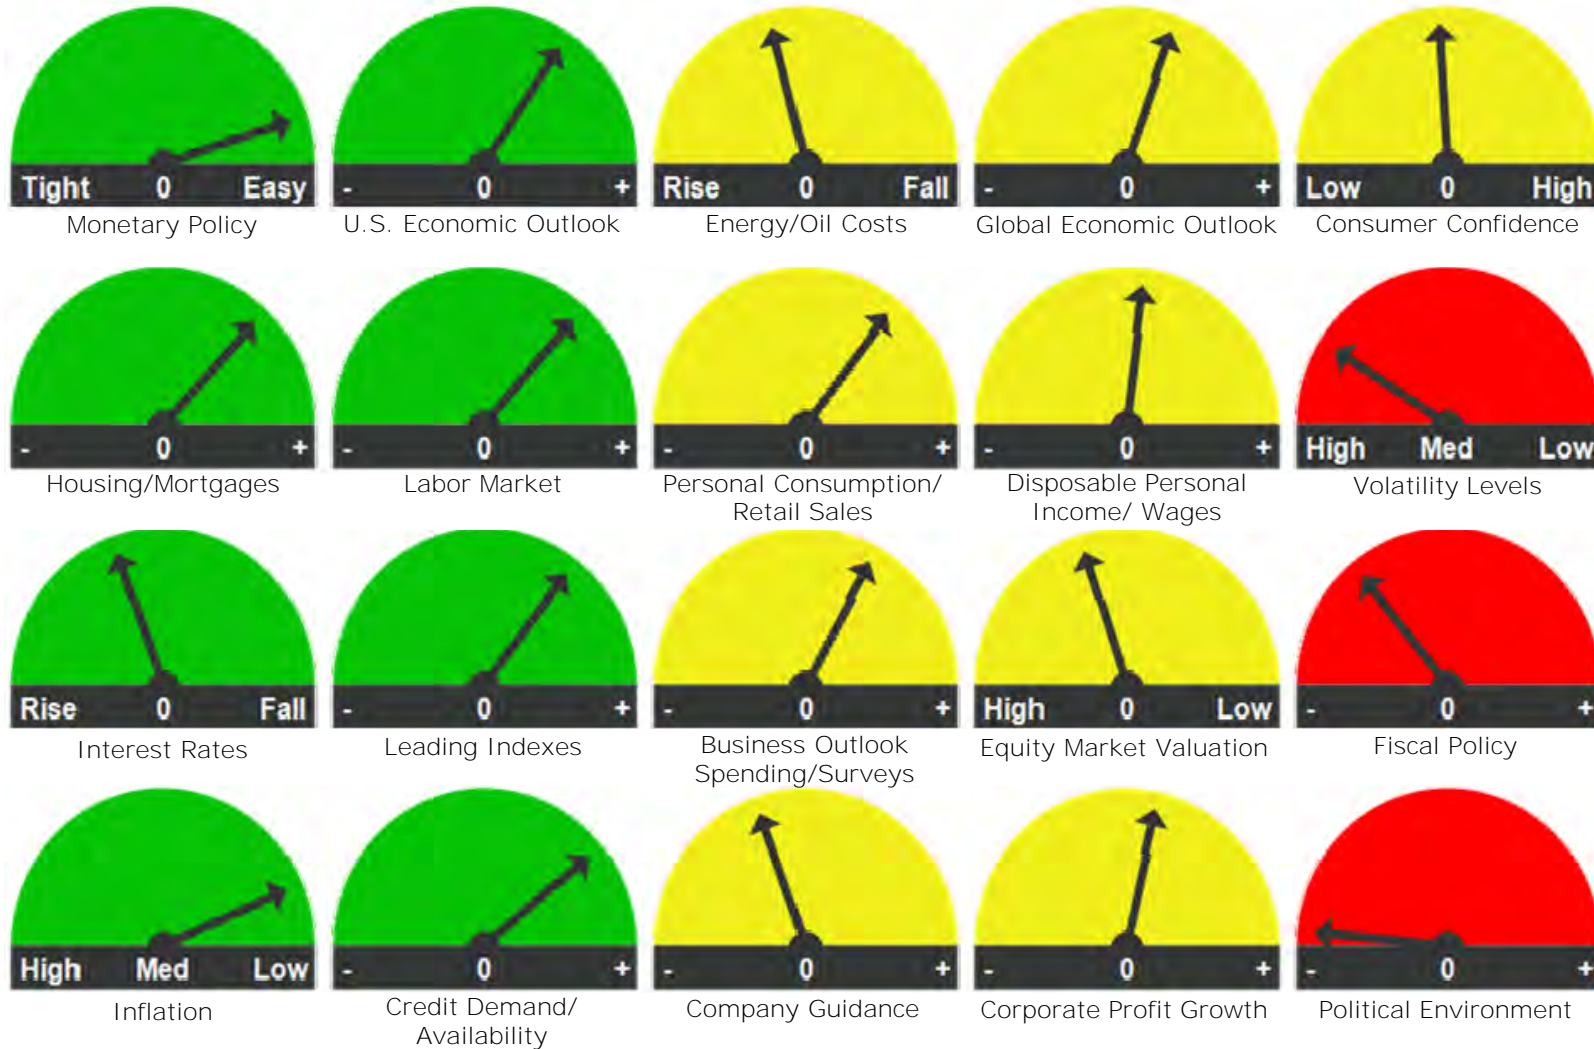 Tight 0 Easy
Monetary Policy
- 0 +
U.S. Economic Outlook
Rise 0 Fall
Energy/Oil Costs
- 0 +
Global Economic Outlook
Low 0 High
Consumer Confidence
- 0 +
Housing/Mortgages
- 0 +
Labor Market
- 0 +
Personal Consumption/
Retail Sales
- 0 +
Disposable Personal
Income/ Wages
High Med Low
Volatility Levels
Rise 0 Fall
Interest Rates
- 0 +
Leading Indexes
- 0 +
Business Outlook
Spending/Surveys
High 0 Low
Equity Market Valuation
- 0 +
Fiscal Policy
High Med Low
Inflation
- 0 +
Credit Demand/
Availability
- 0 +
Company Guidance
- 0 +
Corporate Profit Growth
- 0 +
Political Environment